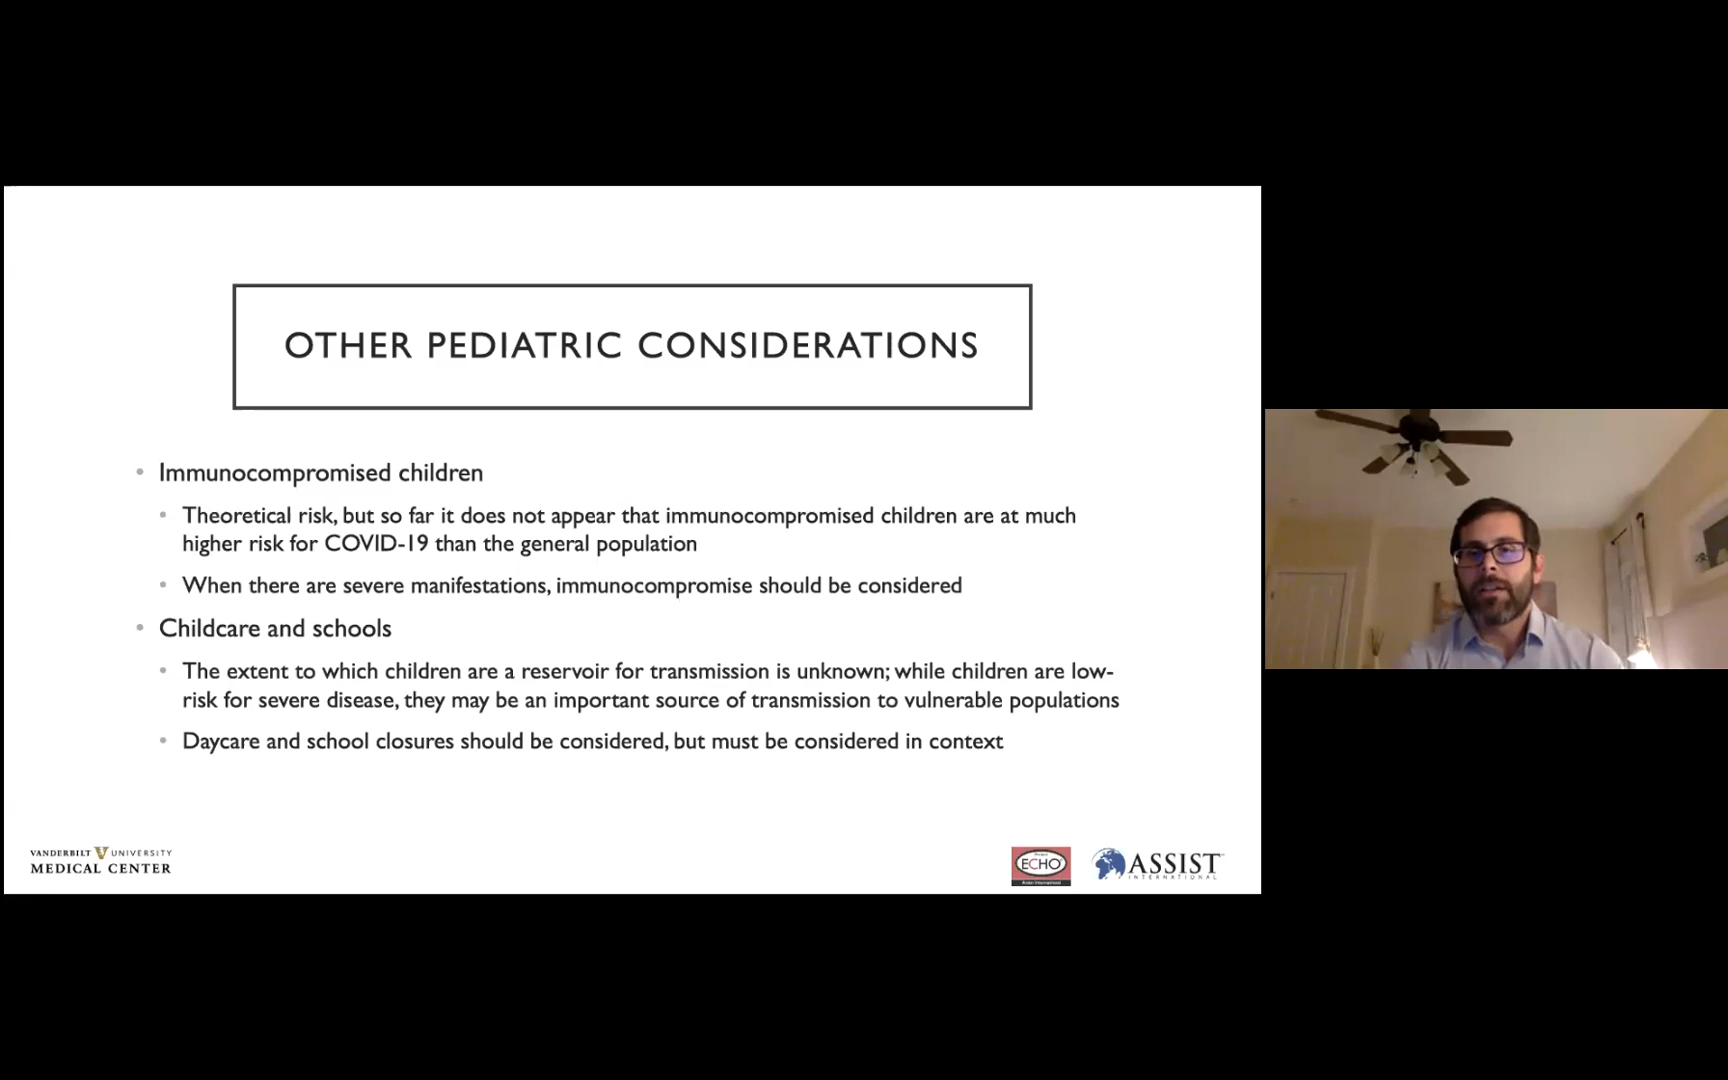 OTHER PEDIATRIC CONSIDERATIONS
Immunocompromised children
Theoretical risk, but so far it does not appear that immunocompromised children are at much
higher risk for COVID-19 than the general population
When there are severe manifestations, immunocompromise should be considered
Childcare and schools
The extent to which children are a reservoir for transmission is unknown; while children are low-
risk for severe disease, they may be an important source of transmission to vulnerable populations
Daycare and school closures should be considered, but must be considered in context
VANDERBILT V UNIVERSITY
MEDICAL CENTER
ECHO
ASSIST
INTERNATIONAL